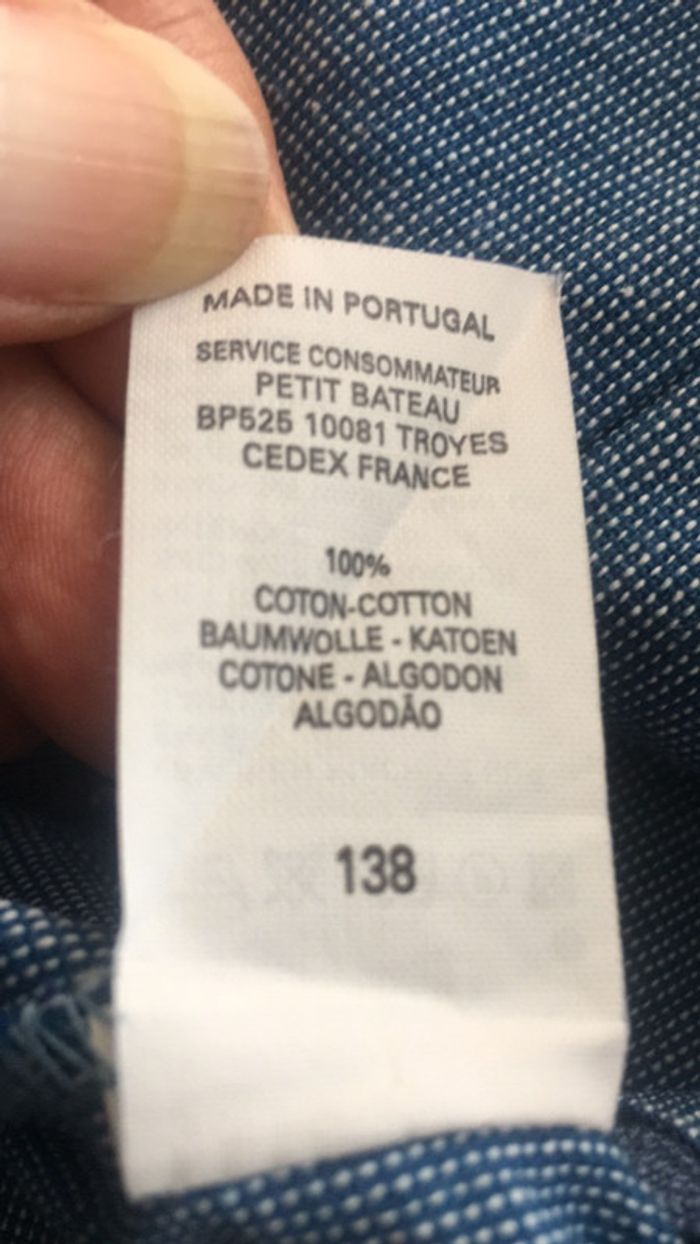 MADE IN PORTUGAL
SERVICE CONSOMMATEUR
PETIT BATEAU
BP525 10081 TROYES
CEDEX FRANCE
100%
COTON-COTTON
BAUMWOLLE - KATOEN
COTONE - ALGODON
ALGODÃO
138